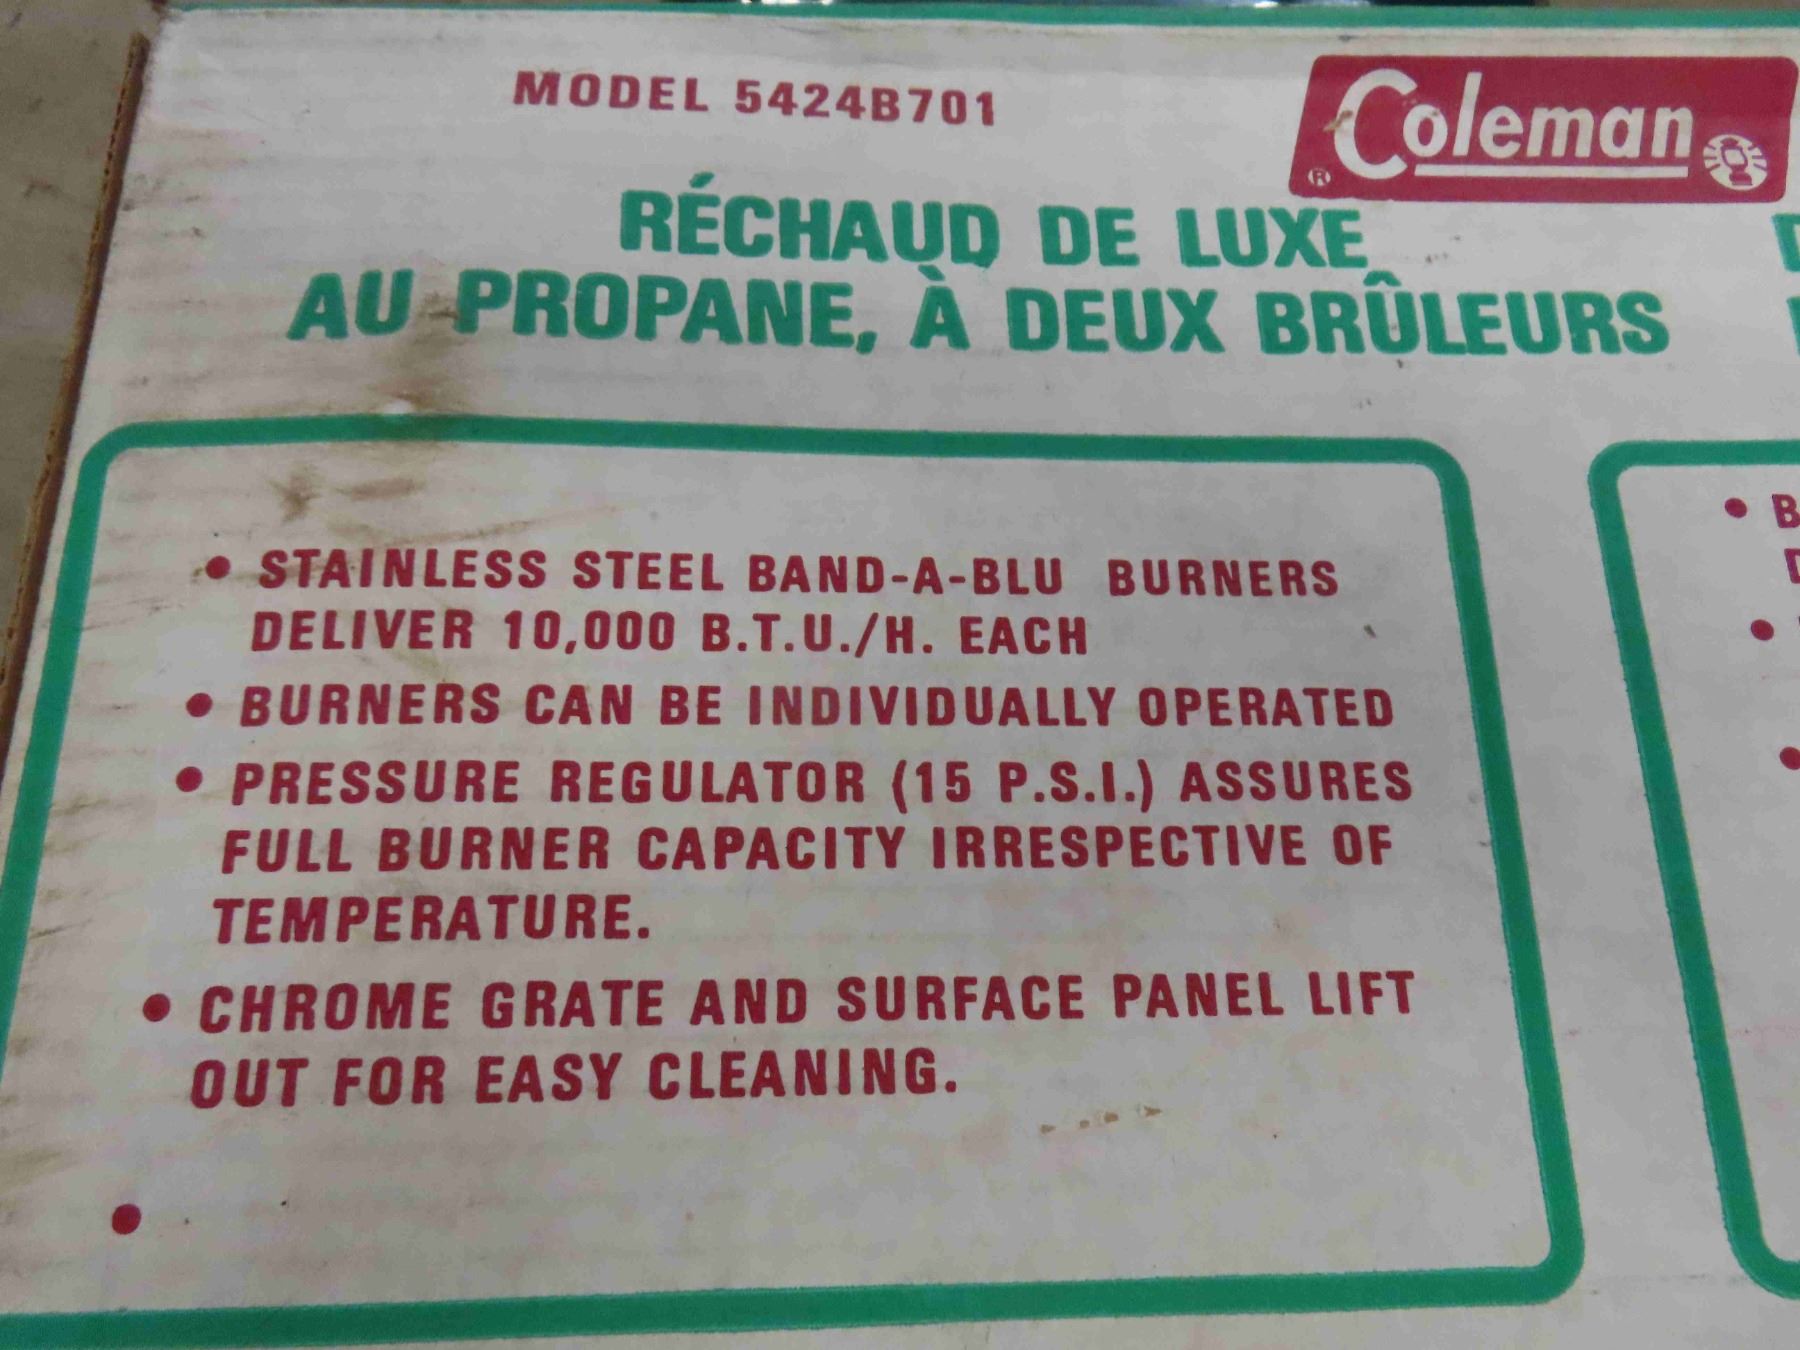 MODEL 5424B701
Coleman
®
RÉCHAUD DE LUXE
AU PROPANE, À DEUX BRÛLEURS
• STAINLESS STEEL BAND-A-BLU BURNERS
DELIVER 10,000 B.T.U./H. EACH
• BURNERS CAN BE INDIVIDUALLY OPERATED
• PRESSURE REGULATOR (15 P.S.I.) ASSURES
FULL BURNER CAPACITY IRRESPECTIVE OF
TEMPERATURE.
• CHROME GRATE AND SURFACE PANEL LIFT
OUT FOR EASY CLEANING.
•